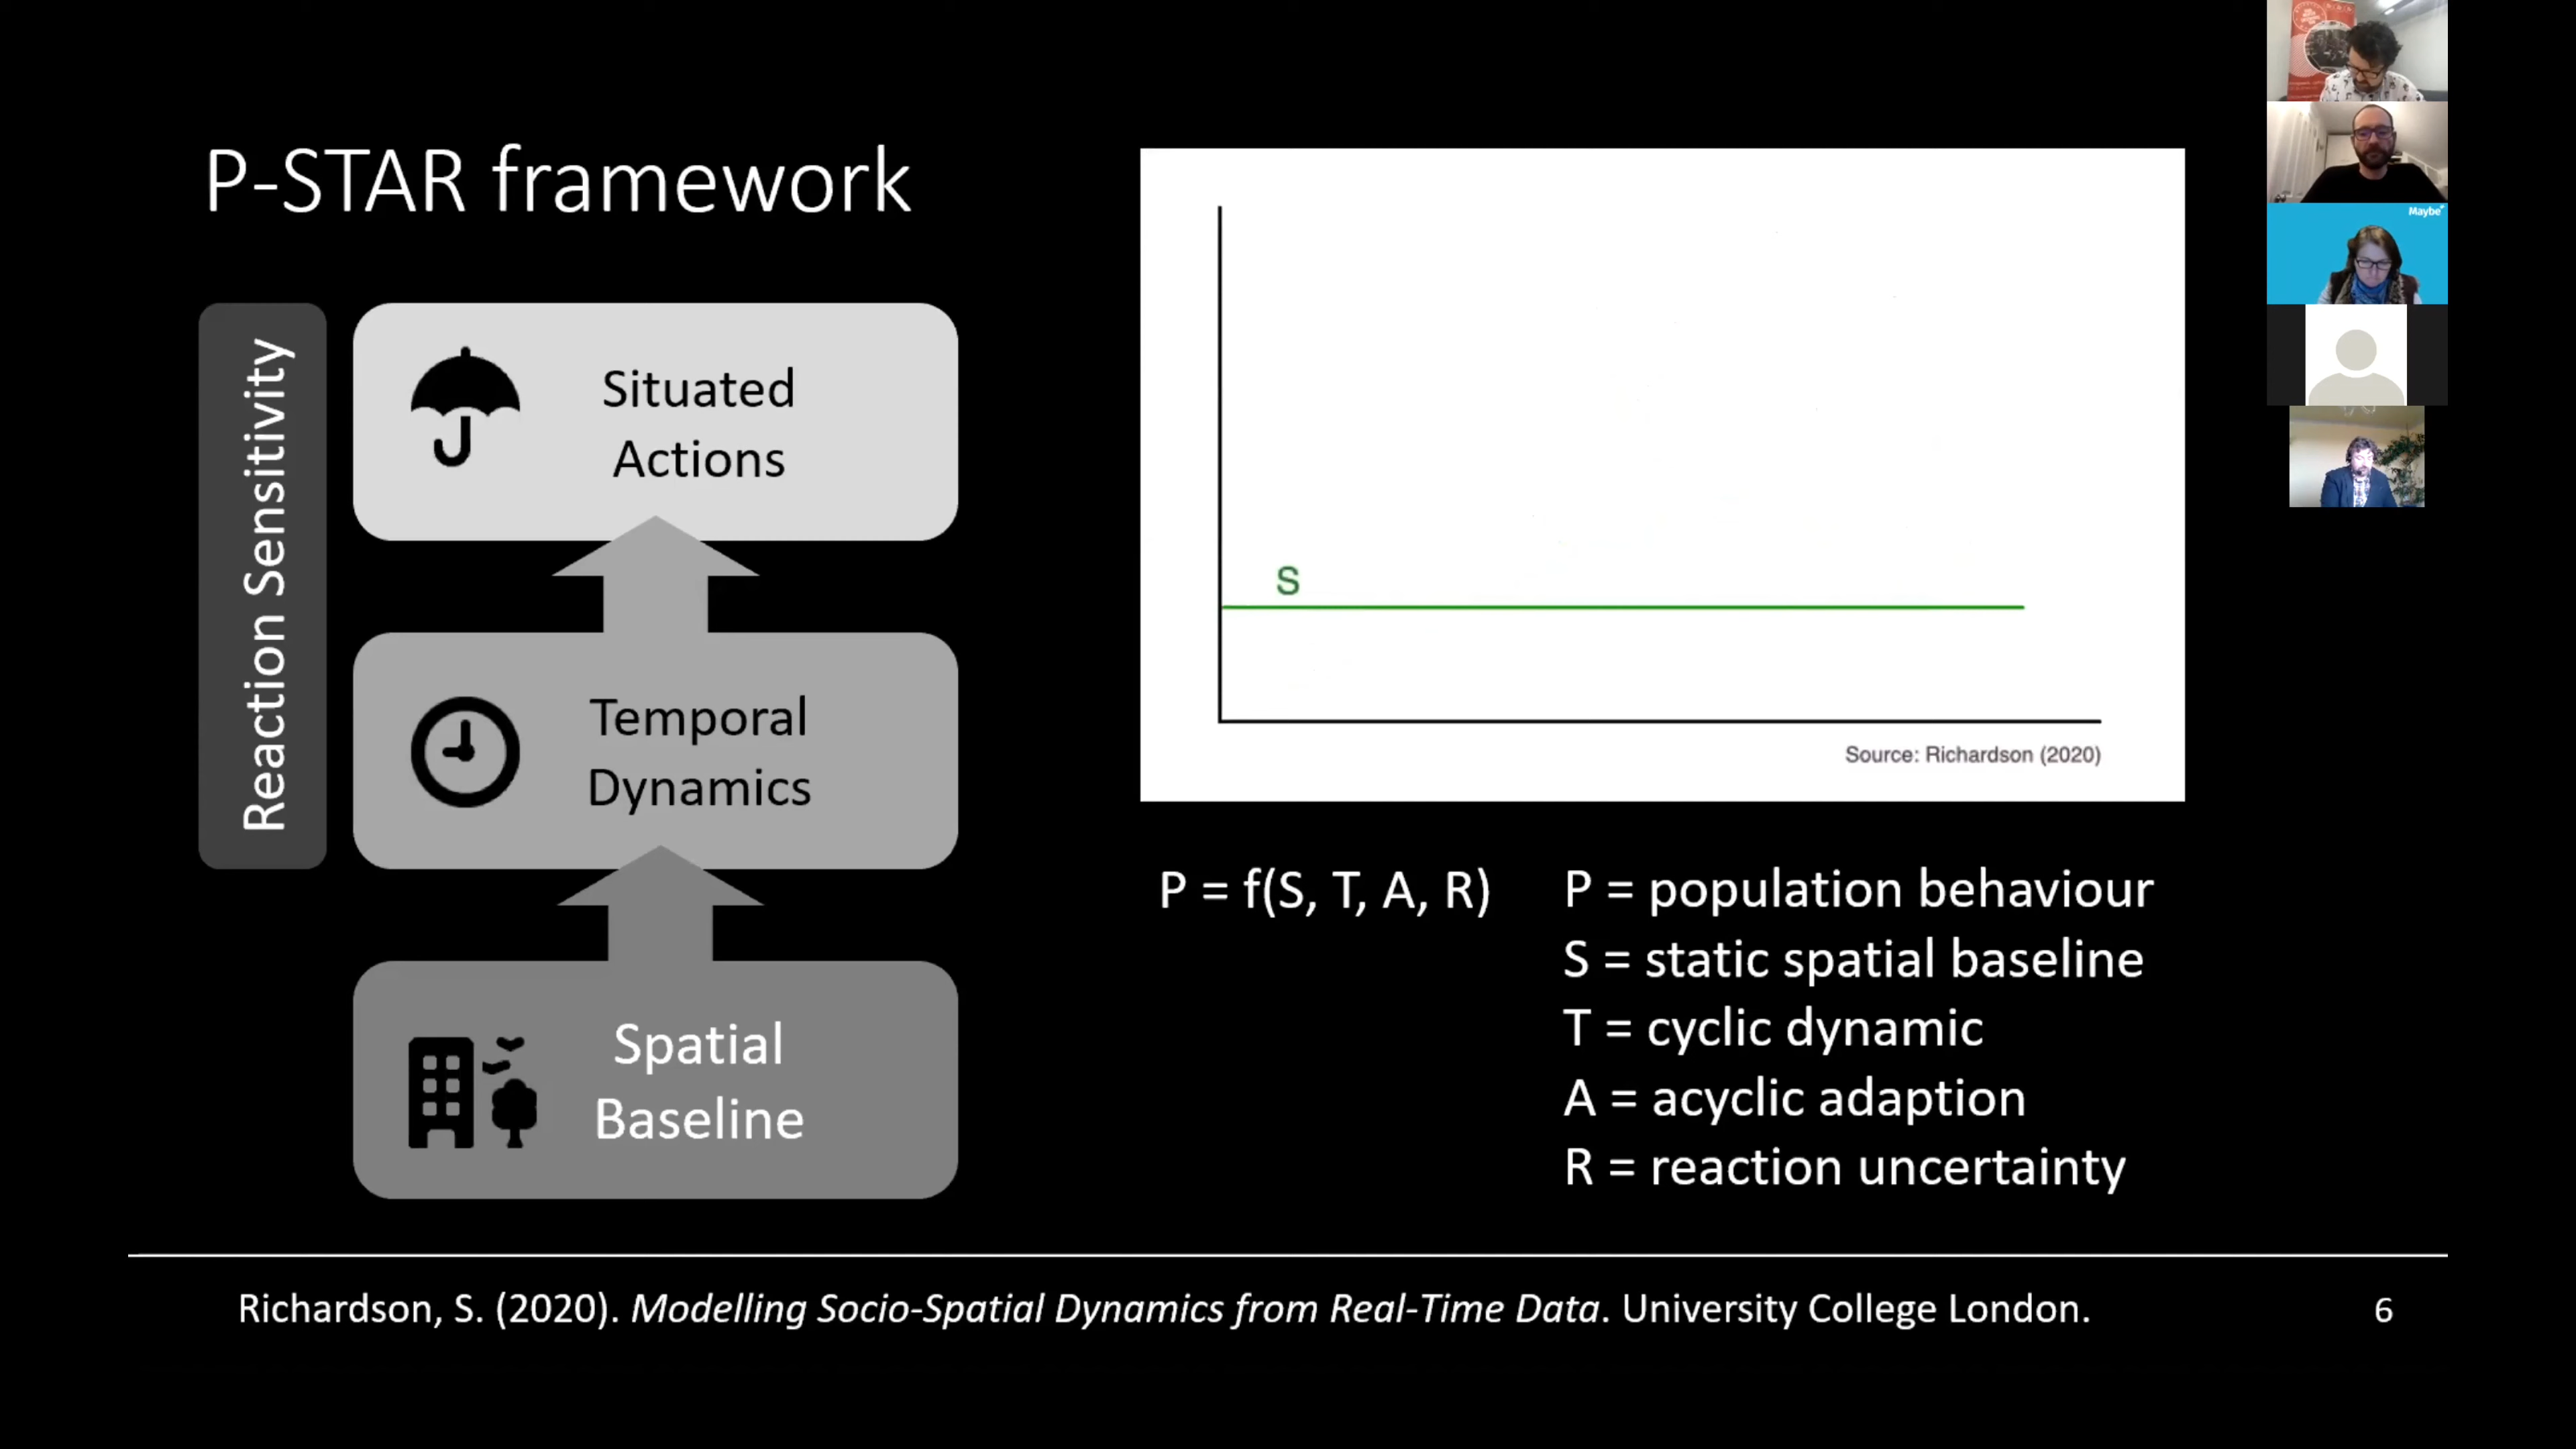 P-STAR framework
Reaction Sensitivity
Situated
Actions
Temporal
Dynamics
Spatial
Baseline
S
Source: Richardson (2020)
P = f(S, T, A, R)
P = population behaviour
S = static spatial baseline
T = cyclic dynamic
A = acyclic adaption
R = reaction uncertainty
Richardson, S. (2020). Modelling Socio-Spatial Dynamics from Real-Time Data. University College London.
6
Maybe*